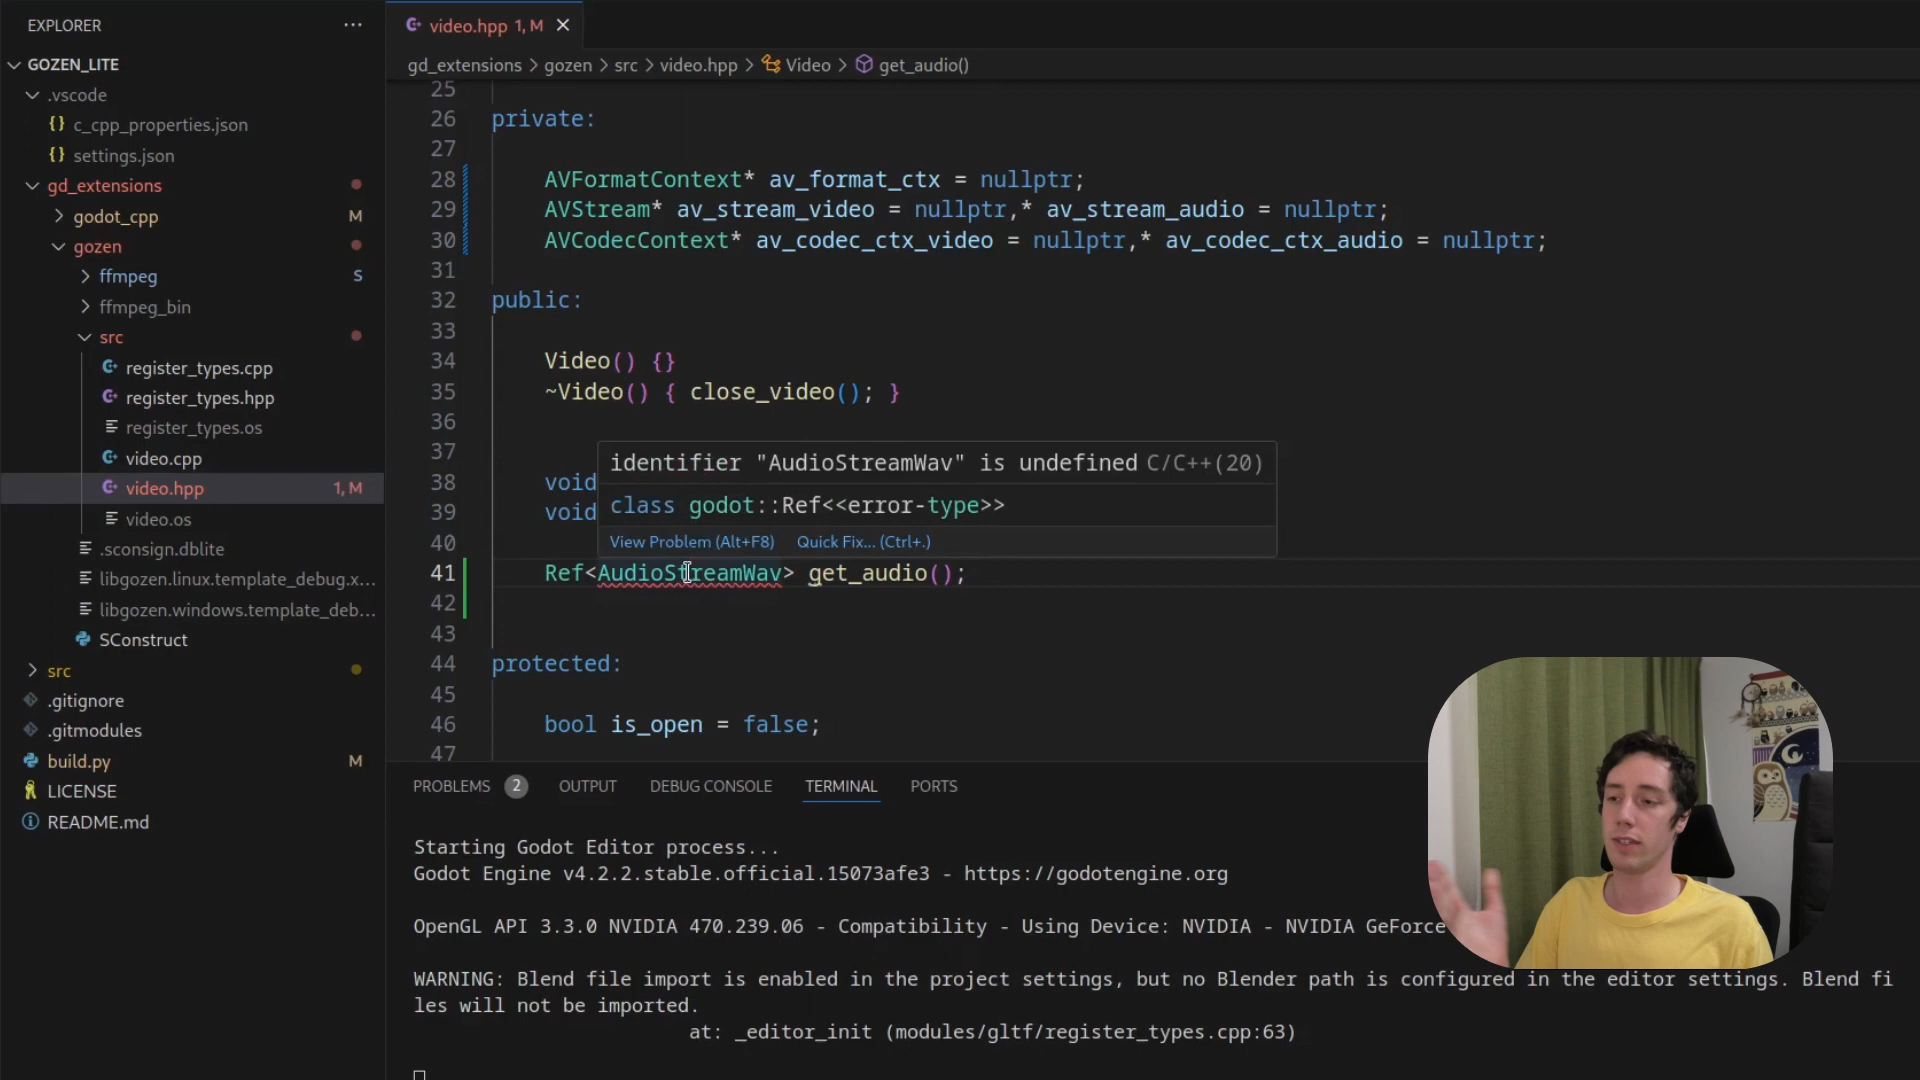 EXPLORER
GOZEN_LITE
.vscode
c_cpp_properties.json
settings.json
gd_extensions
godot_cpp M
gozen
ffmpeg S
ffmpeg_bin
src
register_types.cpp
register_types.hpp
register_types.os
video.cpp
video.hpp 1, M
video.os
.sconsign.dblite
libgozen.linux.template_debug.x...
libgozen.windows.template_deb...
SConstruct
src
.gitignore
.gitmodules
build.py M
LICENSE
README.md
video.hpp 1, M
gd_extensions > gozen > src > video.hpp > Video > get_audio()
25
26 private:
27
28 AVFormatContext* av_format_ctx = nullptr;
29 AVStream* av_stream_video = nullptr,* av_stream_audio = nullptr;
30 AVCodecContext* av_codec_ctx_video = nullptr,* av_codec_ctx_audio = nullptr;
31
32 public:
33
34 Video() {}
35 ~Video() { close_video(); }
36
37
38 void
39 void
40
identifier "AudioStreamWav" is undefined C/C++(20)
class godot::Ref<<error-type>>
View Problem (Alt+F8) Quick Fix... (Ctrl+.)
41 Ref<AudioStreamWav> get_audio();
42
43
44 protected:
45
46 bool is_open = false;
47
PROBLEMS 2 OUTPUT DEBUG CONSOLE TERMINAL PORTS
Starting Godot Editor process...
Godot Engine v4.2.2.stable.official.15073afe3 - https://godotengine.org
OpenGL API 3.3.0 NVIDIA 470.239.06 - Compatibility - Using Device: NVIDIA - NVIDIA GeForce
WARNING: Blend file import is enabled in the project settings, but no Blender path is configured in the editor settings. Blend fi
les will not be imported.
at: _editor_init (modules/gltf/register_types.cpp:63)